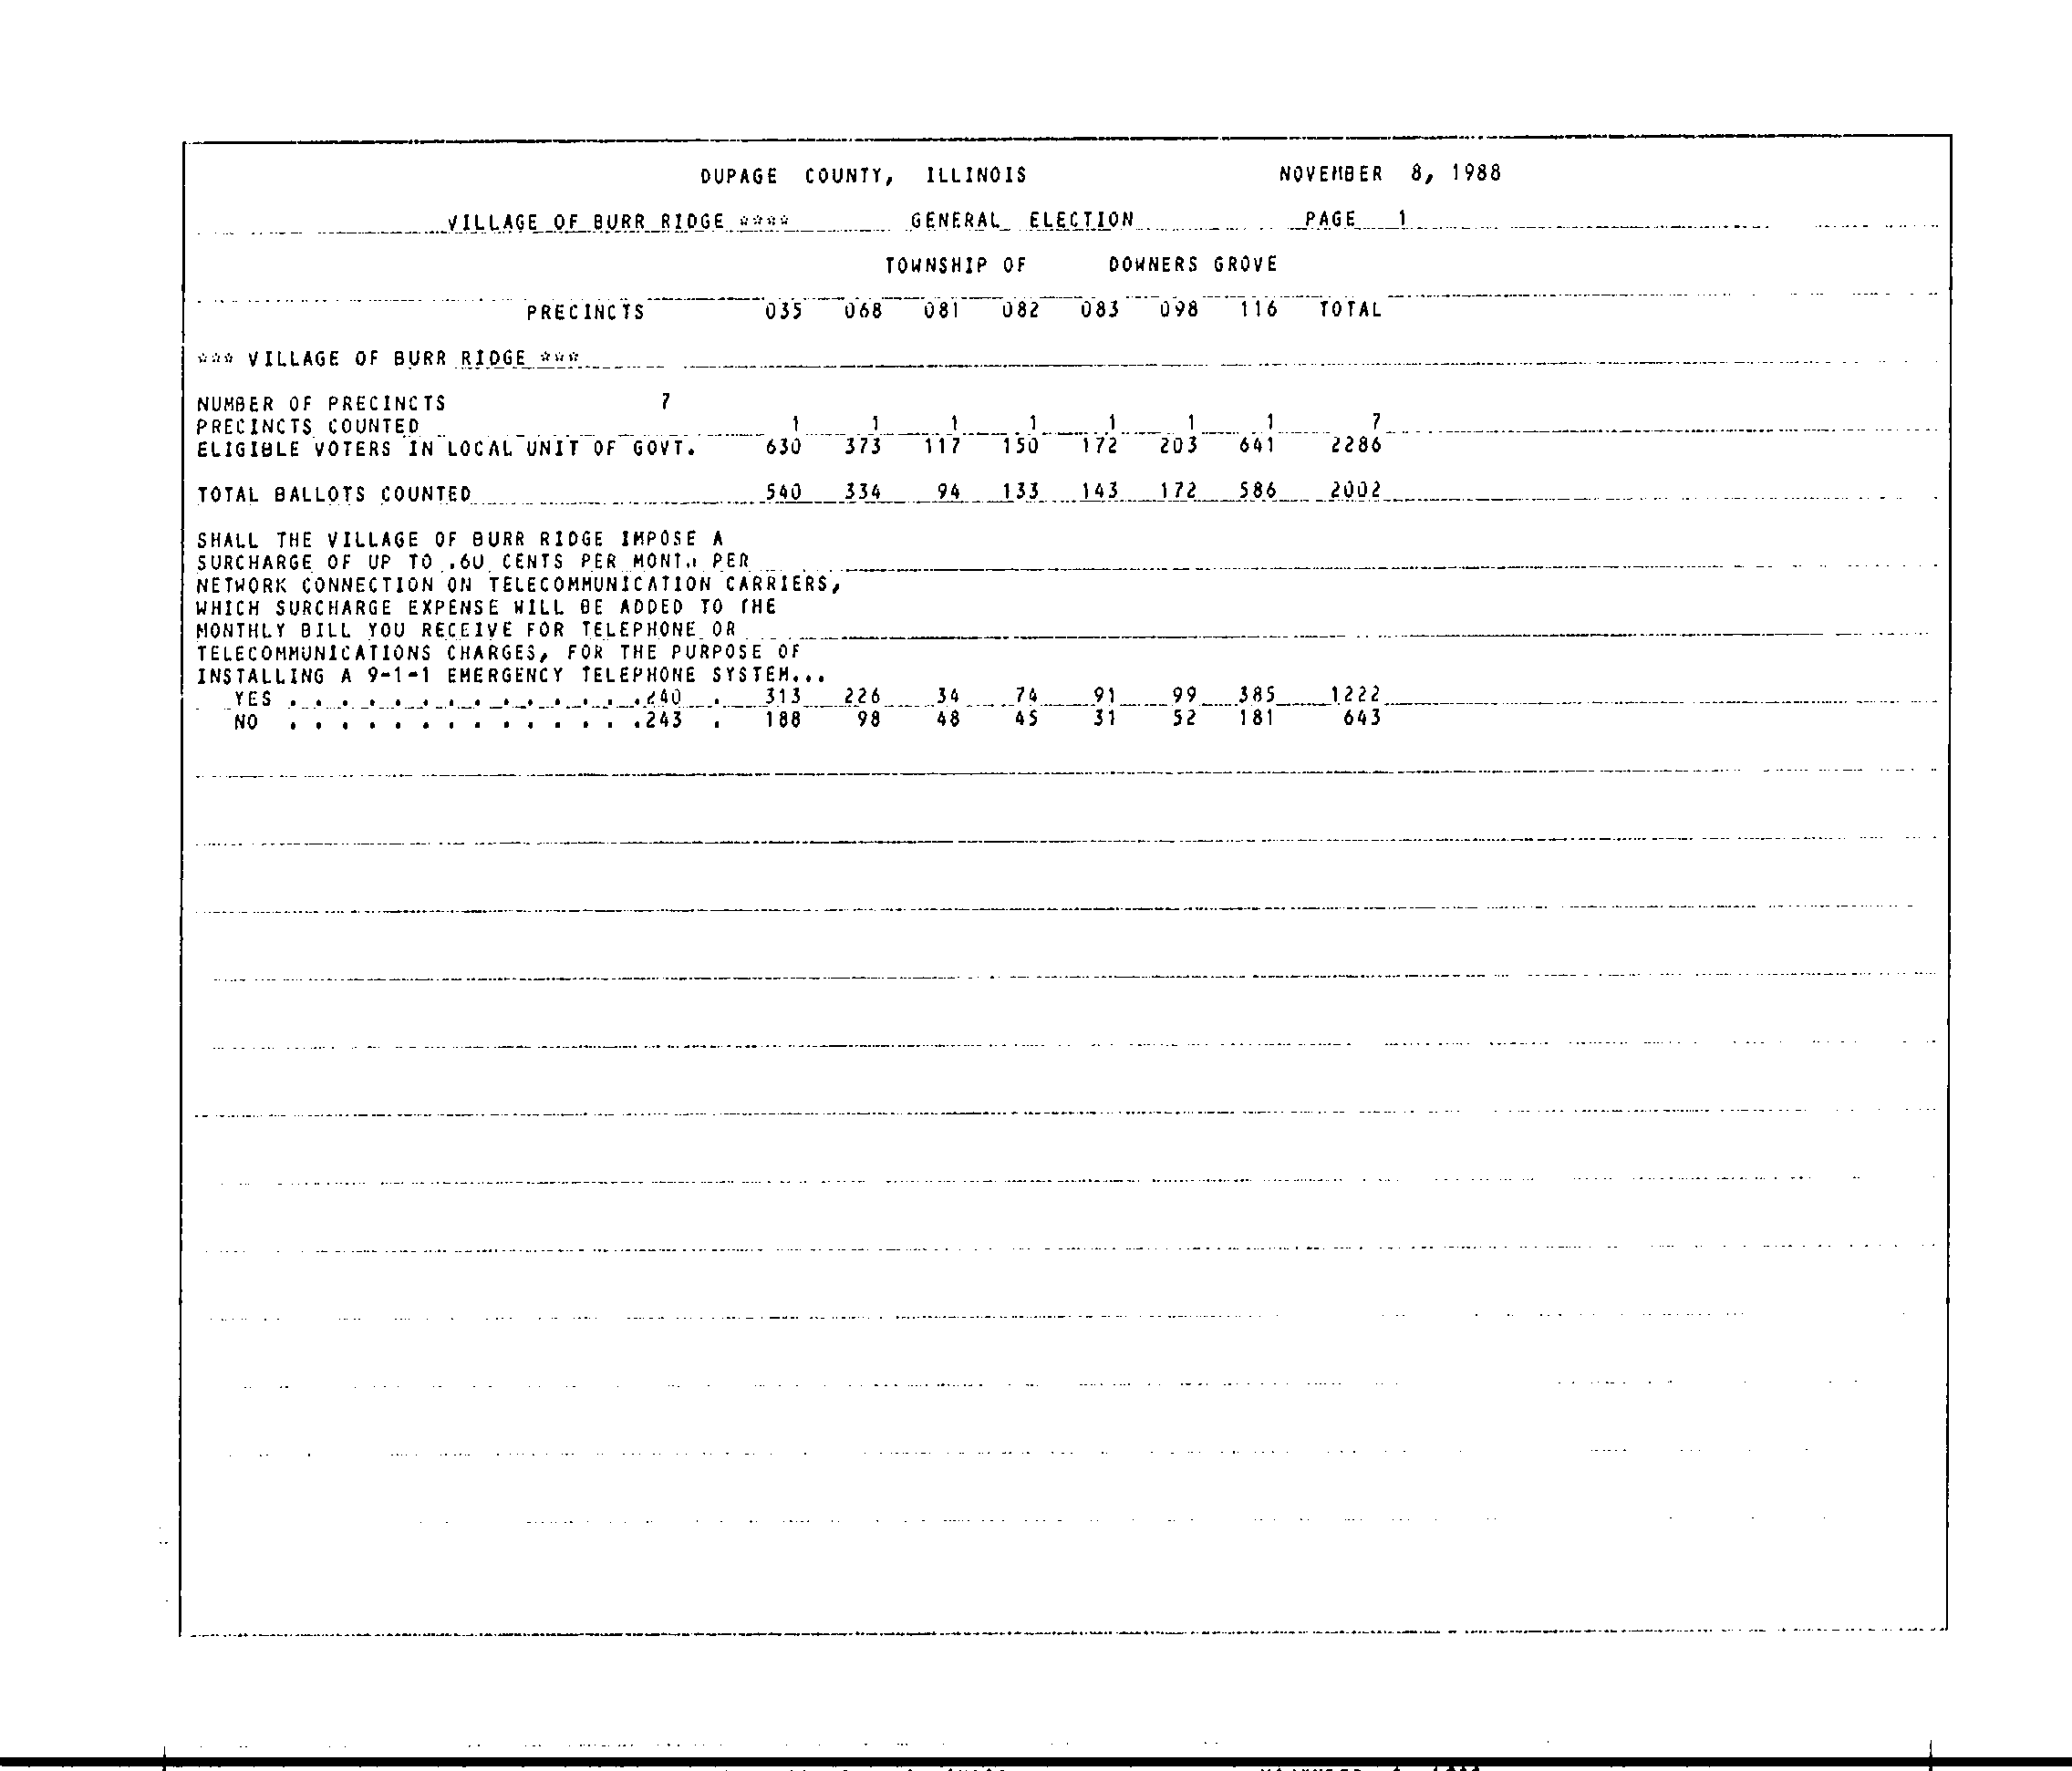 DUPAGE COUNTY, ILLINOIS NOVEMBER 8, 1988
VILLAGE OF BURR RIDGE **** GENERAL ELECTION PAGE 1
TOWNSHIP OF DOWNERS GROVE
PRECINCTS 035 068 081 082 083 098 116 TOTAL
*** VILLAGE OF BURR RIDGE ***
NUMBER OF PRECINCTS 7
PRECINCTS COUNTED 1 1 1 1 1 1 1 7
ELIGIBLE VOTERS IN LOCAL UNIT OF GOVT. 630 373 117 150 172 203 641 2286
TOTAL BALLOTS COUNTED 540 334 94 133 143 172 586 2002
SHALL THE VILLAGE OF BURR RIDGE IMPOSE A
SURCHARGE OF UP TO .60 CENTS PER PER
NETWORK CONNECTION ON TELECOMMUNICATION CARRIERS,
WHICH SURCHARGE EXPENSE WILL BE ADDED TO THE
MONTHLY BILL YOU RECEIVE FOR TELEPHONE OR
TELECOMMUNICATIONS CHARGES, FOR THE PURPOSE OF
INSTALLING A 9-1-1 EMERGENCY TELEPHONE SYSTEM...
YES . . . . . . . . . . . . . .240 . 313 226 34 74 91 99 385 1222
NO . . . . . . . . . . . . . .243 . 188 98 48 45 31 52 181 643